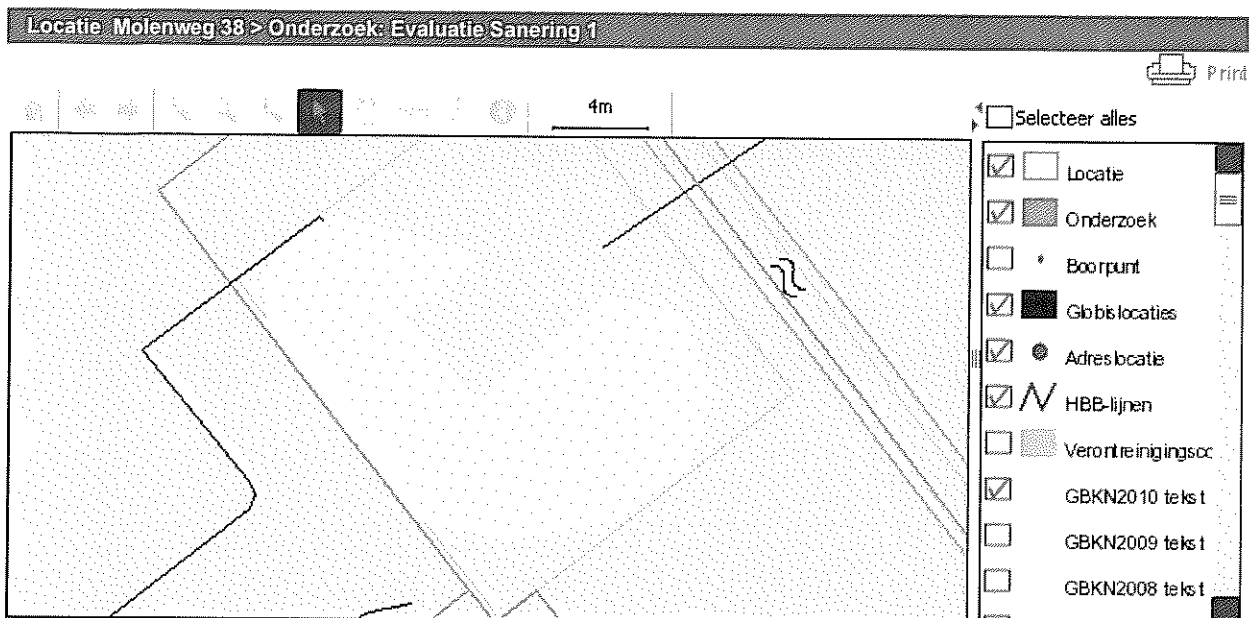 Locatie Molenweg 38 > Onderzoek: Evaluatie Sanering 1
Print
4m
Selecteer alles
Locatie
Onderzoek
Boorpunt
Globislocaties
Adreslocatie
HBB-lijnen
Verontreinigingscc
GBKN2010 tekst
GBKN2009 tekst
GBKN2008 tekst